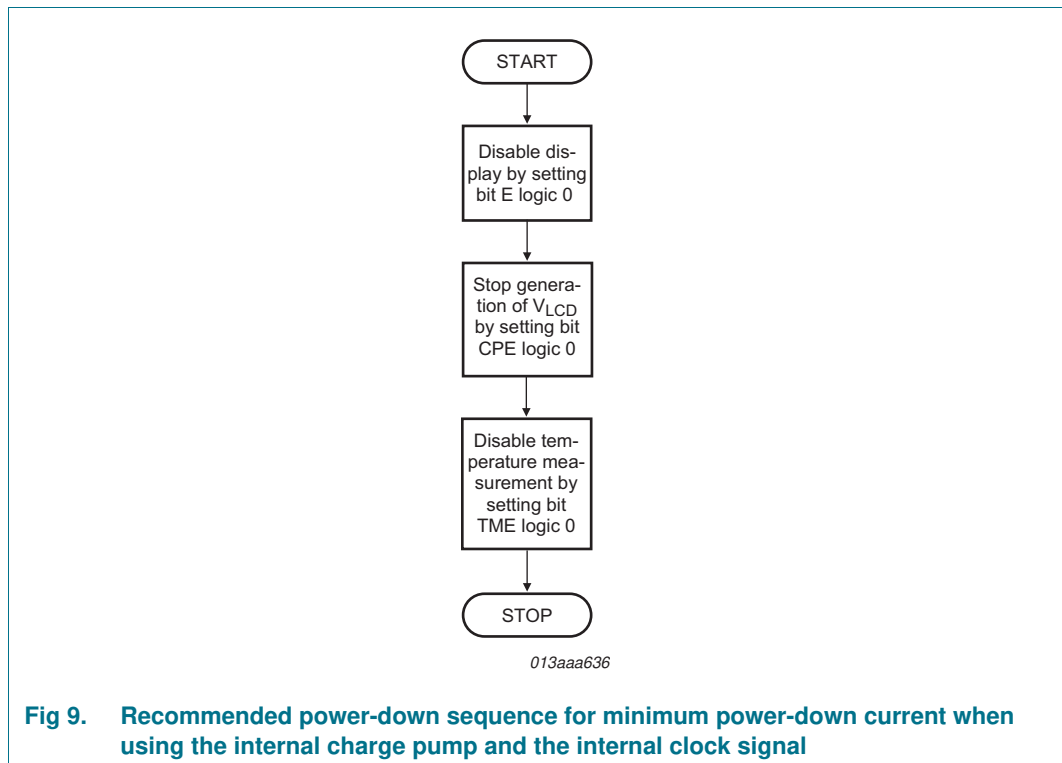 START
Disable dis-
play by setting
bit E logic 0
Stop genera-
tion of VLCD
by setting bit
CPE logic 0
Disable tem-
perature mea-
surement by
setting bit
TME logic 0
STOP
013aaa636
Fig 9. Recommended power-down sequence for minimum power-down current when
using the internal charge pump and the internal clock signal